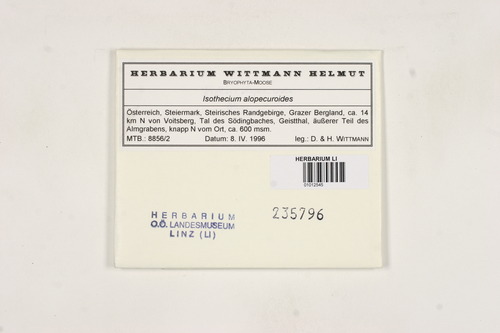 HERBARIUM WITTMANN HELMUT
BRYOPHYTA-MOOSE
Isothecium alopecuroides
Österreich, Steiermark, Steirisches Randgebirge, Grazer Bergland, ca. 14
km N von Voitsberg, Tal des Södingbaches, Geistthal, äußerer Teil des
Almgrabens, knapp N vom Ort, ca. 600 msm.
MTB.: 8856/2 Datum: 8. IV. 1996 leg.: D. & H. WITTMANN
HERBARIUM LI
01012545
235796
HERBARIUM
O.Ö. LANDESMUSEUM
LINZ (LI)